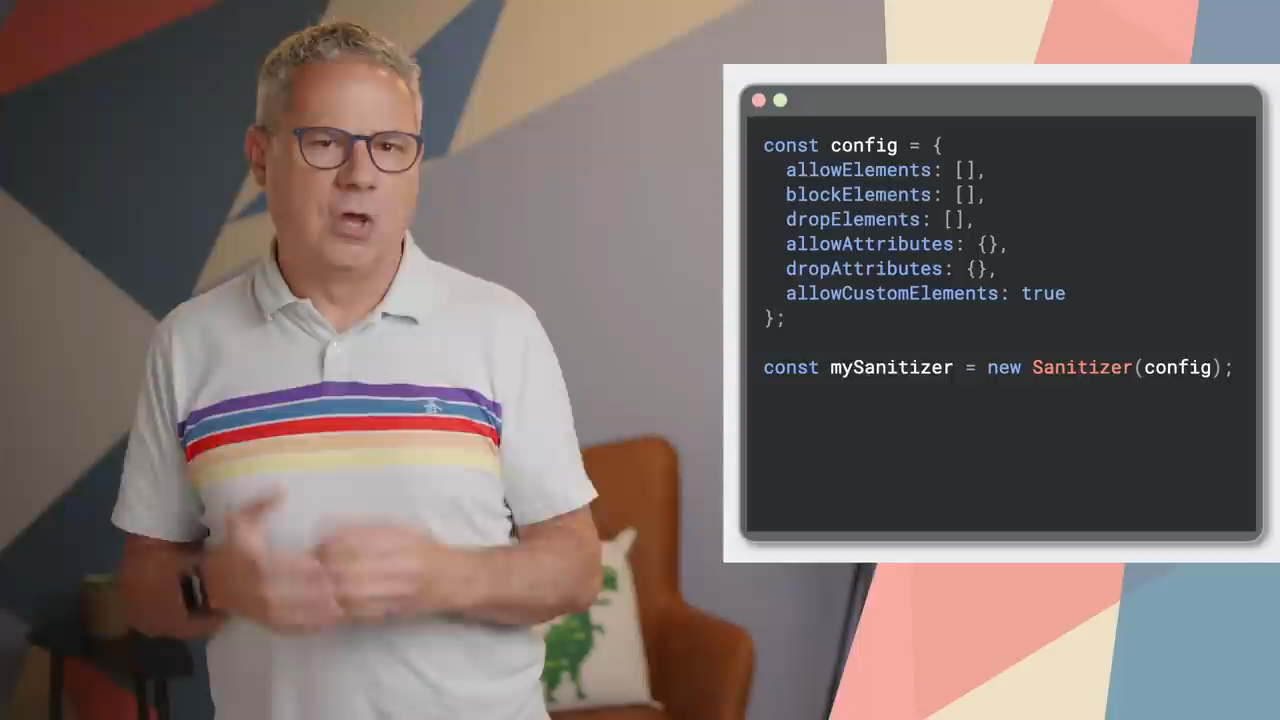 const config = {
  allowElements: [],
  blockElements: [],
  dropElements: [],
  allowAttributes: {},
  dropAttributes: {},
  allowCustomElements: true
};
const mySanitizer = new Sanitizer(config);